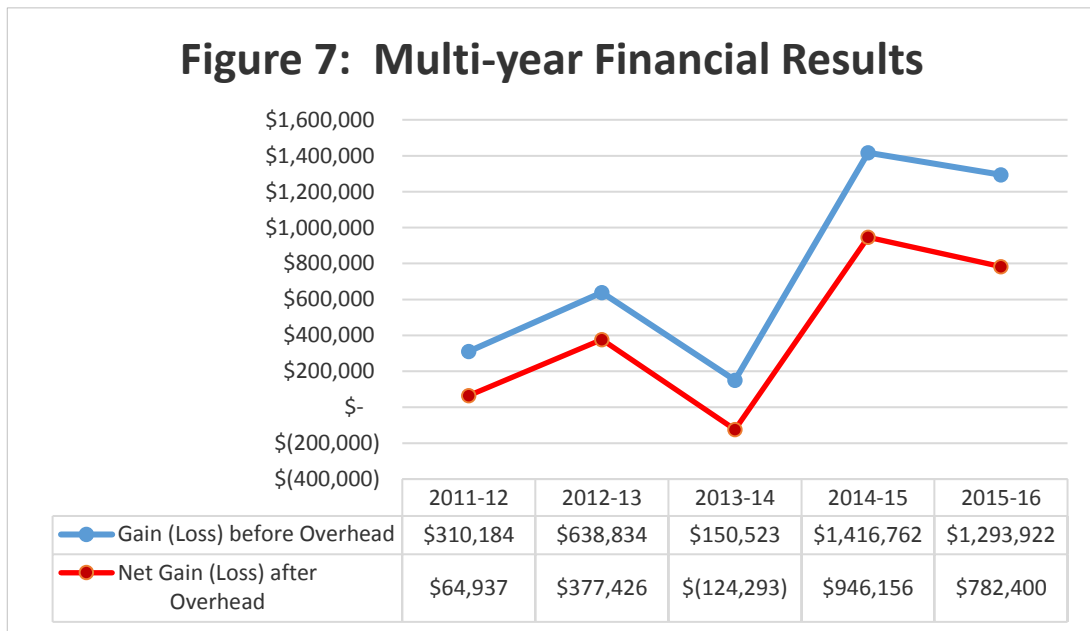 Figure 7:  Multi-year Financial Results
$1,600,000
$1,400,000
$1,200,000
$1,000,000
$800,000
$600,000
$400,000
$200,000
$-
$(200,000)
$(400,000)
2011-12 2012-13 2013-14 2014-15 2015-16
Gain (Loss) before Overhead $310,184 $638,834 $150,523 $1,416,762 $1,293,922
Net Gain (Loss) after
Overhead $64,937 $377,426 $(124,293) $946,156 $782,400